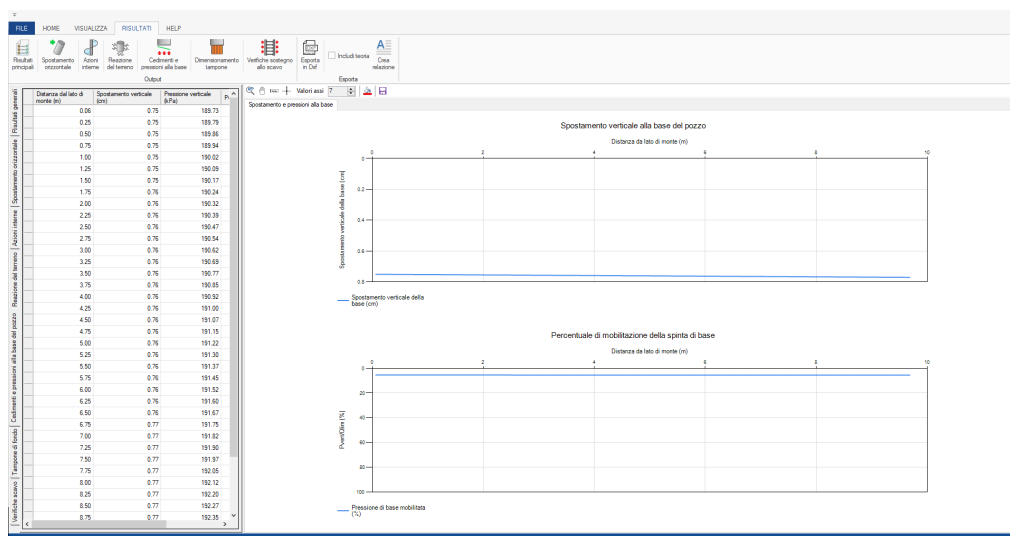 FILE HOME VISUALIZZA RISULTATI HELP
Risultati principali
Spostamento orizzontale
Azioni interne
Reazione del terreno
Cedimenti e pressioni alla base
Dimensionamento tampone
Verifiche sostegno allo scavo
Esporta in Dxf
Includi teoria
Crea relazione
Output
Esporta
Risultati generali
Spostamento orizzontale
Azioni interne
Reazione del terreno
Cedimenti e pressioni alla base del pozzo
Tampone di fondo
Verifiche scavo
Distanza dal lato di monte (m) Spostamento verticale (cm) Pressione verticale (kPa)
0.06 0.75 189.73
0.25 0.75 189.79
0.50 0.75 189.86
0.75 0.75 189.94
1.00 0.75 190.02
1.25 0.75 190.09
1.50 0.75 190.17
1.75 0.76 190.24
2.00 0.76 190.32
2.25 0.76 190.39
2.50 0.76 190.47
2.75 0.76 190.54
3.00 0.76 190.62
3.25 0.76 190.69
3.50 0.76 190.77
3.75 0.76 190.85
4.00 0.76 190.92
4.25 0.76 191.00
4.50 0.76 191.07
4.75 0.76 191.15
5.00 0.76 191.22
5.25 0.76 191.30
5.50 0.76 191.37
5.75 0.76 191.45
6.00 0.76 191.52
6.25 0.76 191.60
6.50 0.76 191.67
6.75 0.77 191.75
7.00 0.77 191.82
7.25 0.77 191.90
7.50 0.77 191.97
7.75 0.77 192.05
8.00 0.77 192.12
8.25 0.77 192.20
8.50 0.77 192.27
8.75 0.77 192.35
Valori assi 7
Spostamento e pressioni alla base
Spostamento verticale alla base del pozzo
Distanza da lato di monte (m)
0 2 4 6 8 10
Spostamento verticale della base [cm]
0
0.2
0.4
0.6
0.8
Spostamento verticale della
base (cm)
Percentuale di mobilitazione della spinta di base
Distanza da lato di monte (m)
0 2 4 6 8 10
0
20
40
60
80
100
Pressione di base mobilitata
(%)